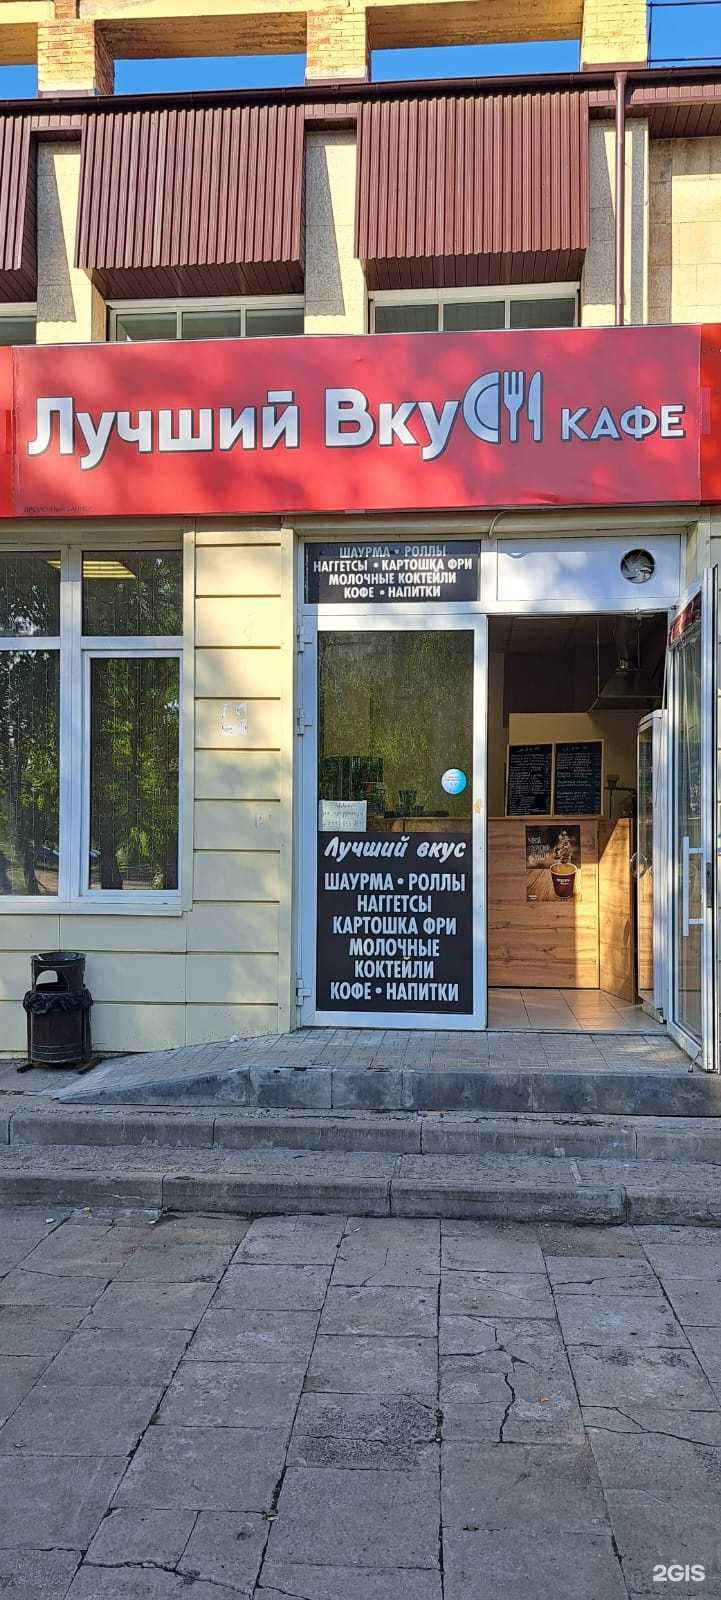 Лучший Вкус КАФЕ
ШАУРМА • РОЛЛЫ
НАГГЕТСЫ • КАРТОШКА ФРИ
МОЛОЧНЫЕ КОКТЕЙЛИ
КОФЕ • НАПИТКИ
Лучший вкус
ШАУРМА • РОЛЛЫ
НАГГЕТСЫ
КАРТОШКА ФРИ
МОЛОЧНЫЕ
КОКТЕЙЛИ
КОФЕ • НАПИТКИ
2GIS